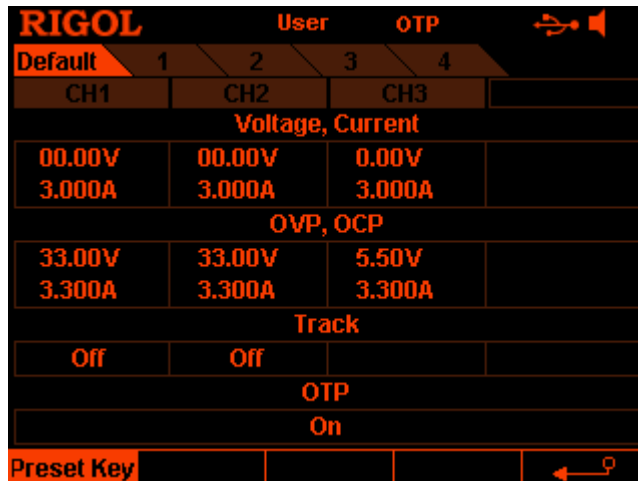 RIGOL User OTP
Default 1 2 3 4
CH1 CH2 CH3
Voltage, Current
00.00V 00.00V 0.00V
3.000A 3.000A 3.000A
OVP, OCP
33.00V 33.00V 5.50V
3.300A 3.300A 3.300A
Track
Off Off
OTP
On
Preset Key